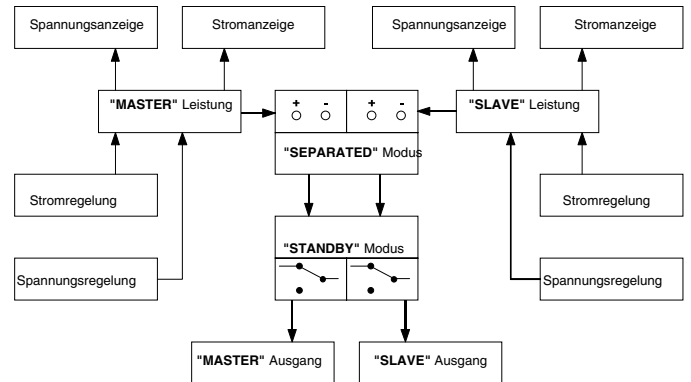 Spannungsanzeige
Stromanzeige
Spannungsanzeige
Stromanzeige
"MASTER" Leistung
+ -
+ -
"SLAVE" Leistung
"SEPARATED" Modus
Stromregelung
Stromregelung
"STANDBY" Modus
Spannungsregelung
Spannungsregelung
"MASTER" Ausgang
"SLAVE" Ausgang